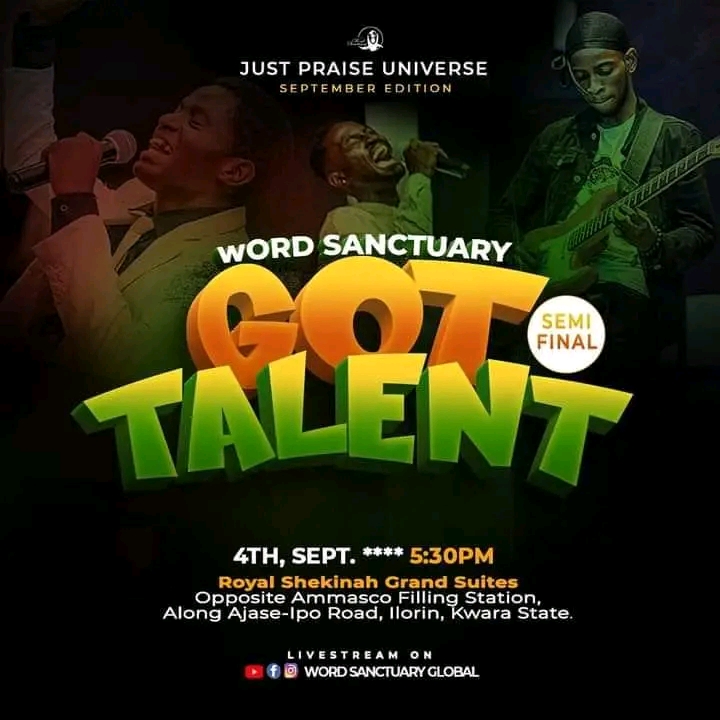 JUST PRAISE UNIVERSE
SEPTEMBER EDITION
WORD SANCTUARY
GOT
SEMI
FINAL
TALENT
4TH, SEPT. **** 5:30PM
Royal Shekinah Grand Suites
Opposite Ammasco Filling Station,
Along Ajase-Ipo Road, Ilorin, Kwara State.
LIVESTREAM ON
WORD SANCTUARY GLOBAL